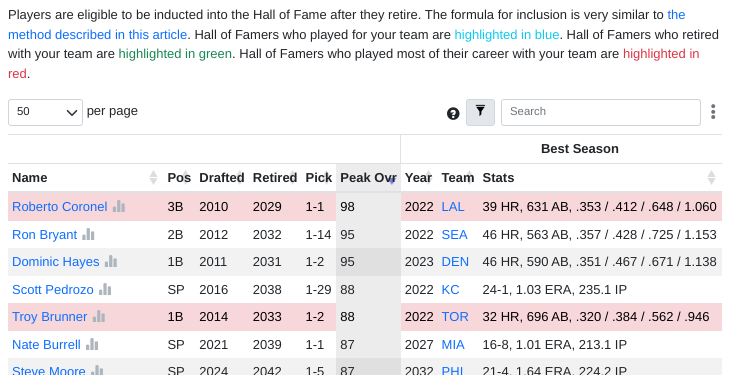 Players are eligible to be inducted into the Hall of Fame after they retire. The formula for inclusion is very similar to the
method described in this article. Hall of Famers who played for your team are highlighted in blue. Hall of Famers who retired
with your team are highlighted in green. Hall of Famers who played most of their career with your team are highlighted in
red.
50 per page ? Search
Best Season
Name Pos Drafted Retired Pick Peak Ovr Year Team Stats
Roberto Coronel 3B 2010 2029 1-1 98 2022 LAL 39 HR, 631 AB, .353 / .412 / .648 / 1.060
Ron Bryant 2B 2012 2032 1-14 95 2022 SEA 46 HR, 563 AB, .357 / .428 / .725 / 1.153
Dominic Hayes 1B 2011 2031 1-2 95 2023 DEN 46 HR, 590 AB, .351 / .467 / .671 / 1.138
Scott Pedrozo SP 2016 2038 1-29 88 2022 KC 24-1, 1.03 ERA, 235.1 IP
Troy Brunner 1B 2014 2033 1-2 88 2022 TOR 32 HR, 696 AB, .320 / .384 / .562 / .946
Nate Burrell SP 2021 2039 1-1 87 2027 MIA 16-8, 1.01 ERA, 213.1 IP
Steve Moore SP 2024 2042 1-5 87 2032 PHI 21-4, 1.64 ERA, 224.2 IP